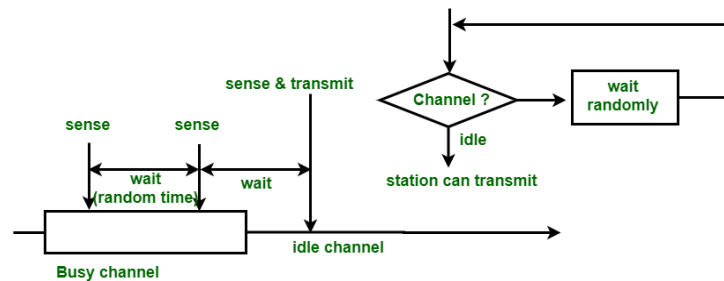 sense & transmit
sense
sense
wait
(random time)
wait
idle channel
Busy channel
Channel ?
wait
randomly
idle
station can transmit